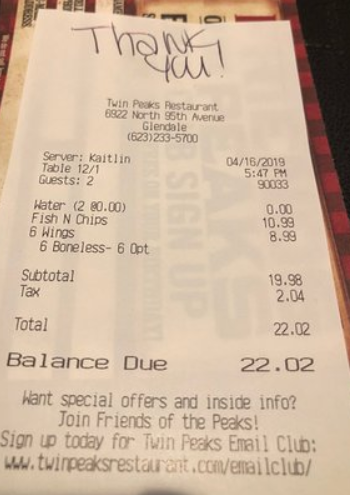 Thank
you!
Twin Peaks Restaurant
6922 North 95th Avenue
Glendale
(623)233-5700
Server: Kaitlin 04/16/2019
Table 12/1 5:47 PM
Guests: 2 90033
Water (2 @0.00) 0.00
Fish N Chips 10.99
6 Wings 8.99
6 Boneless- 6 Opt
Subtotal 19.98
Tax 2.04
Total 22.02
Balance Due 22.02
Want special offers and inside info?
Join Friends of the Peaks!
Sign up today for Twin Peaks Email Club:
www.twinpeaksrestaurant.com/emailclub/